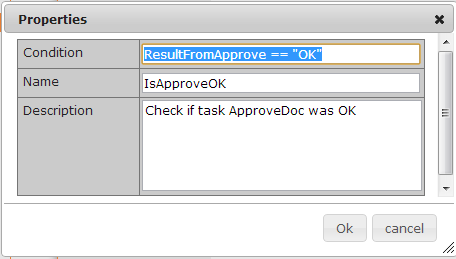 Properties
Condition
ResultFromApprove == "OK"
Name
IsApproveOK
Description
Check if task ApproveDoc was OK
Ok
cancel